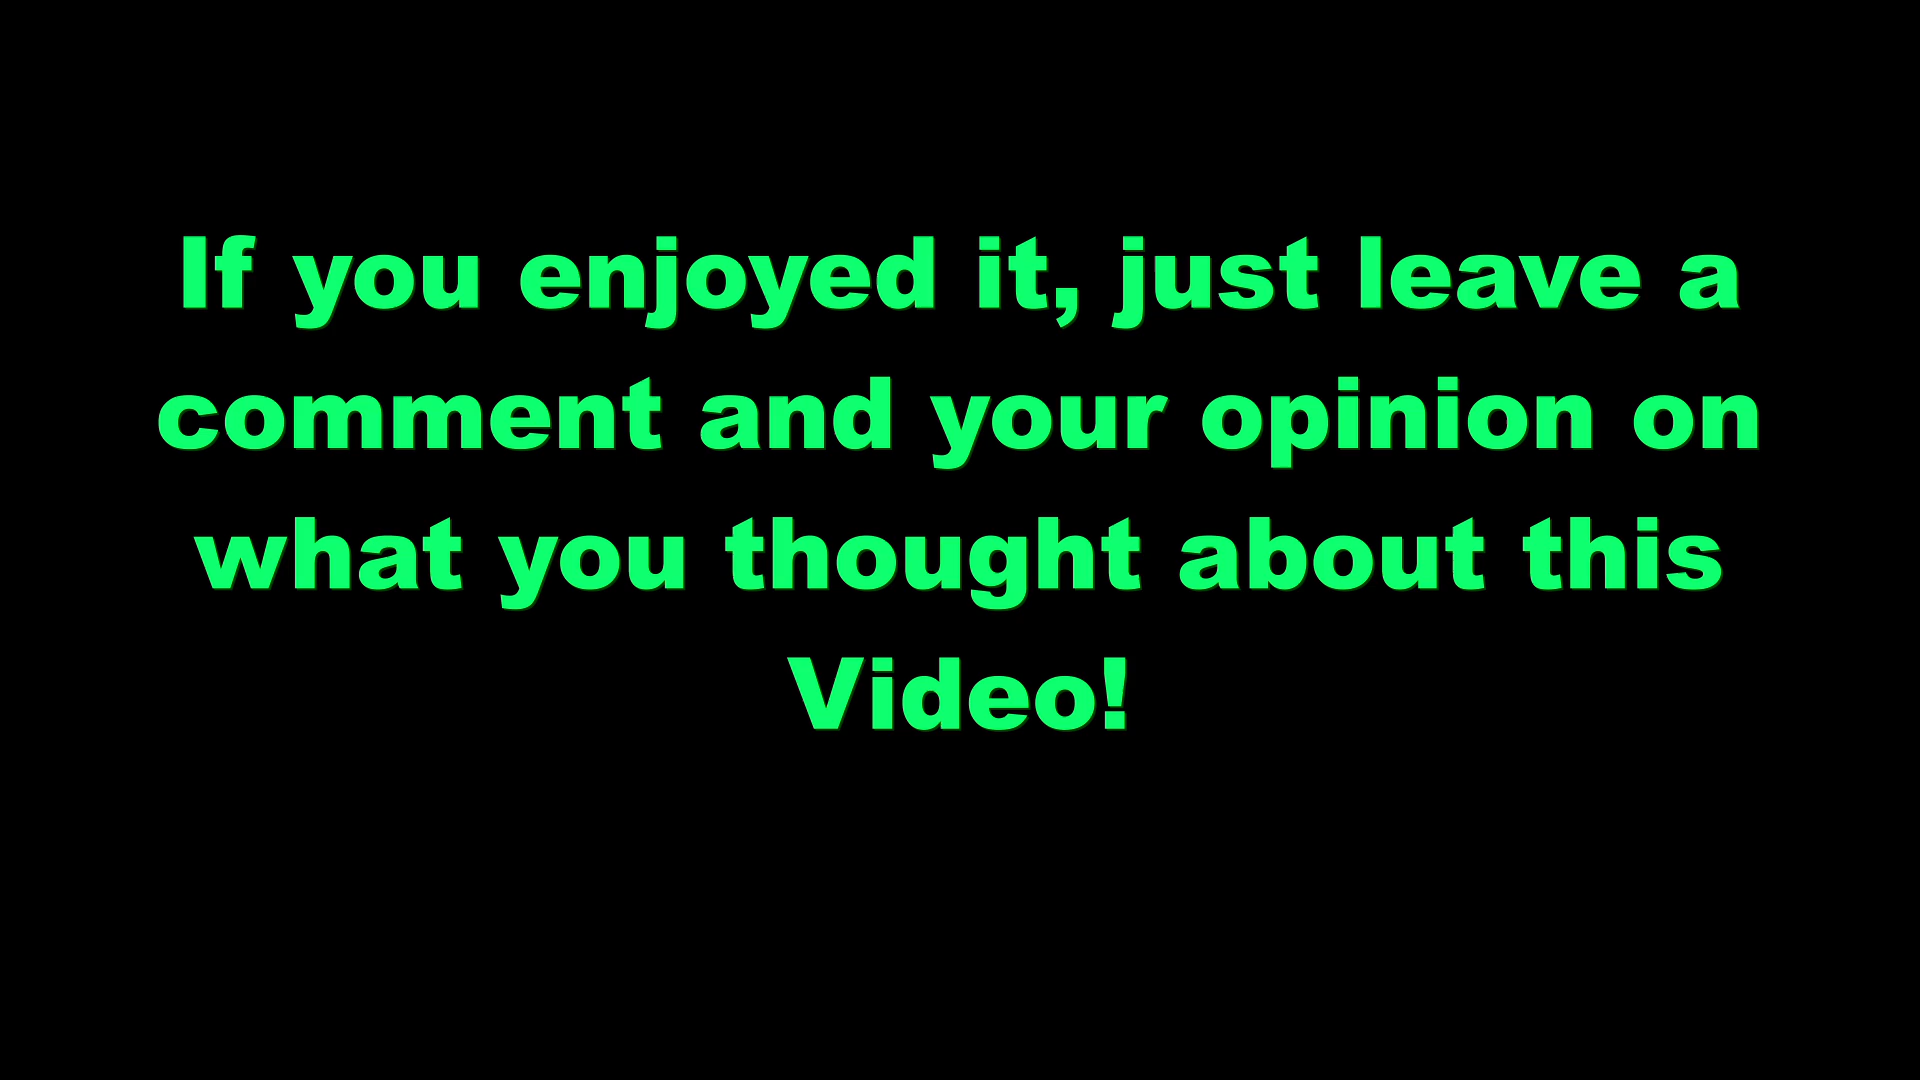 If you enjoyed it, just leave a
comment and your opinion on
what you thought about this
Video!